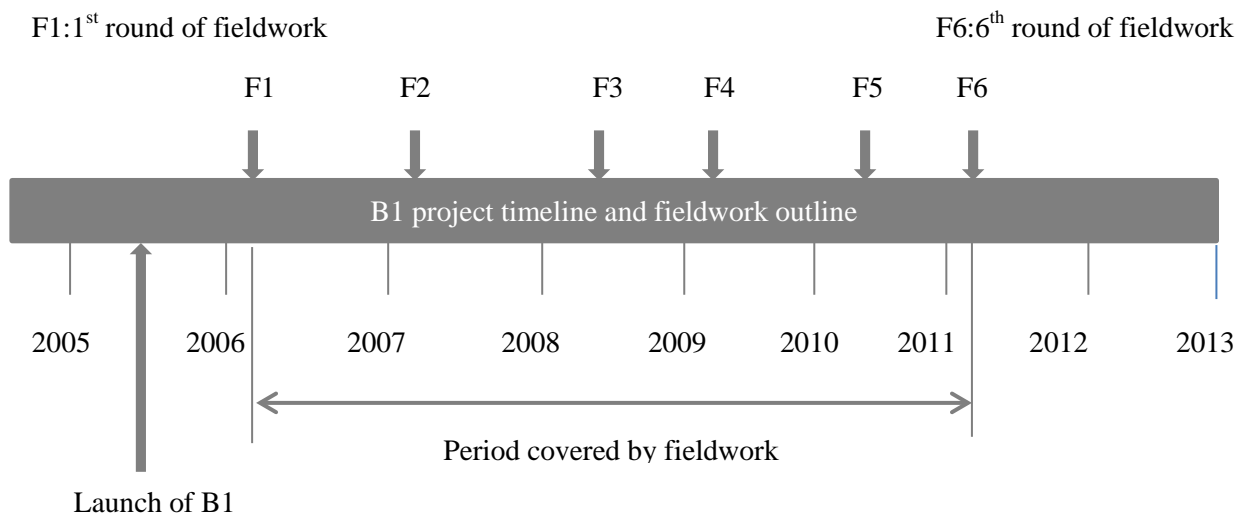 F1:1st round of fieldwork F6:6th round of fieldwork
F1 F2 F3 F4 F5 F6
B1 project timeline and fieldwork outline
2005 2006 2007 2008 2009 2010 2011 2012 2013
Period covered by fieldwork
Launch of B1